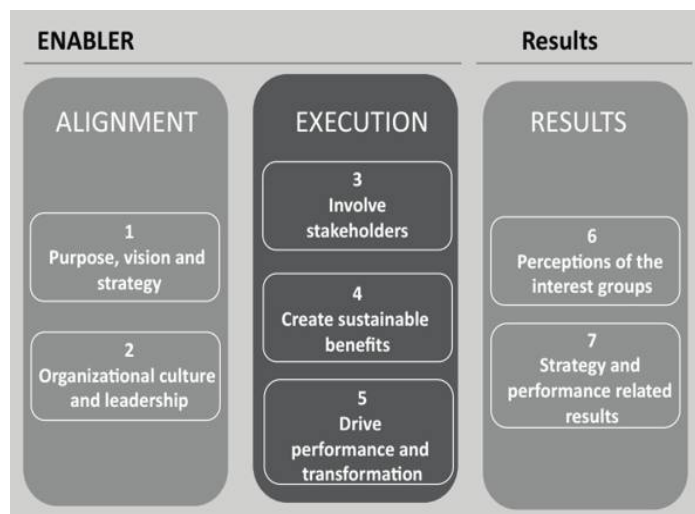 ENABLER
Results
ALIGNMENT
1
Purpose, vision and
strategy
2
Organizational culture
and leadership
EXECUTION
3
Involve
stakeholders
4
Create sustainable
benefits
5
Drive
performance and
transformation
RESULTS
6
Perceptions of the
interest groups
7
Strategy and
performance related
results